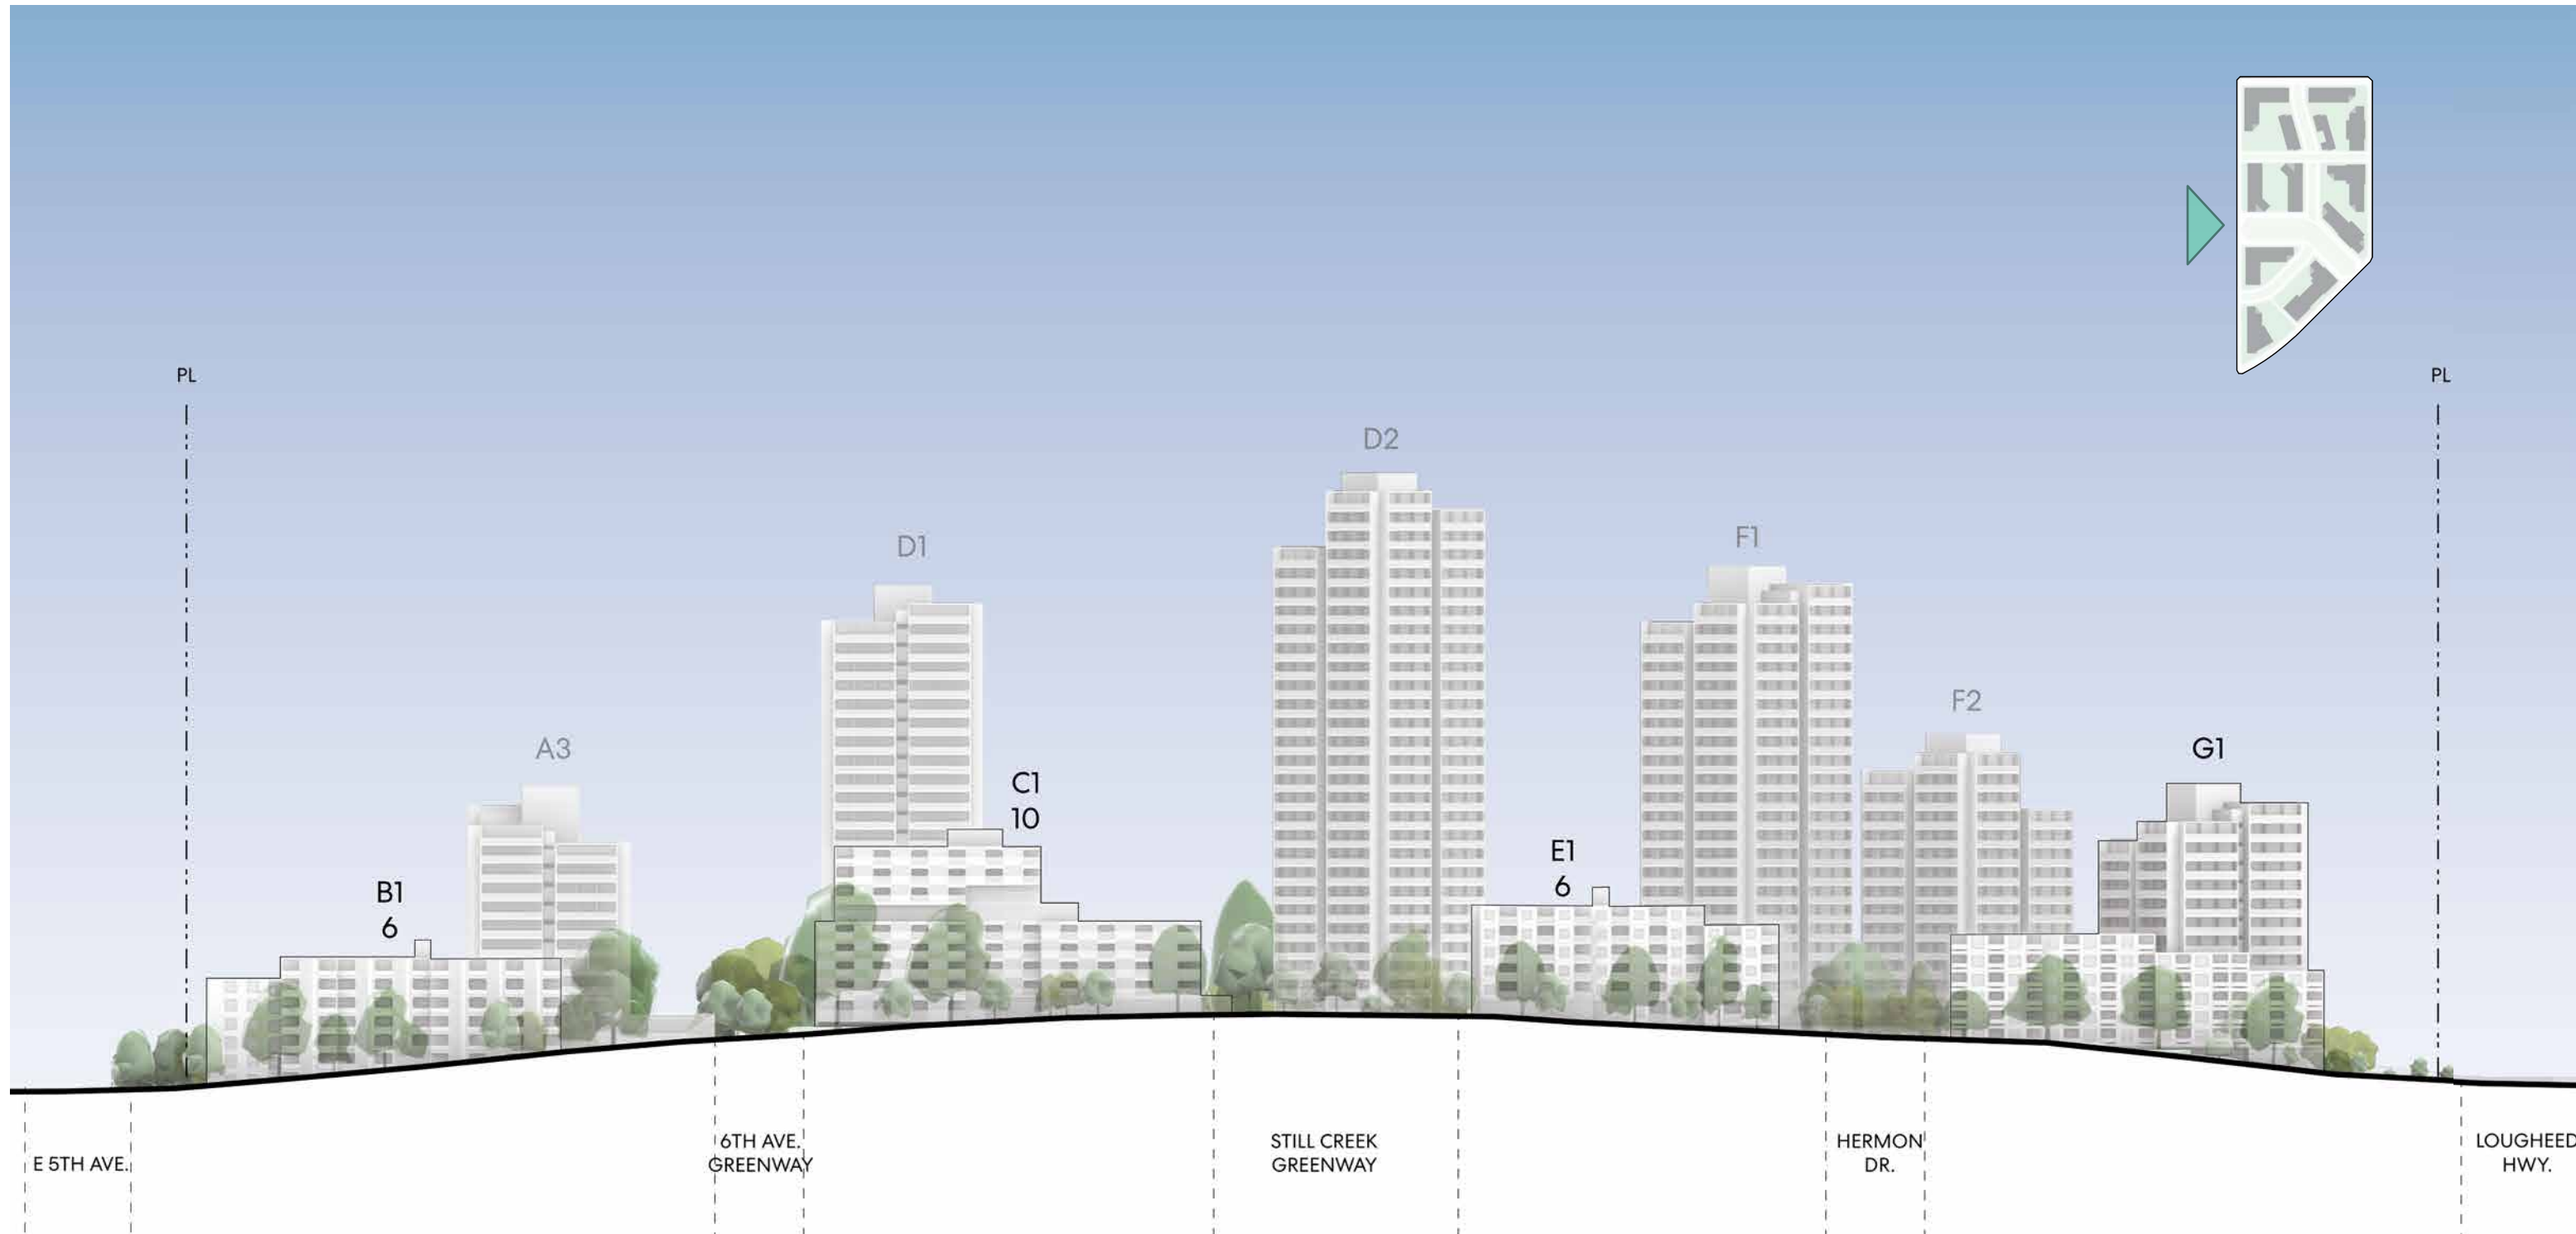 PL
PL
D2
F1
D1
F2
A3
G1
C1
10
E1
6
B1
6
E 5TH AVE.
6TH AVE.
GREENWAY
STILL CREEK
GREENWAY
HERMON
DR.
LOUGHEED
HWY.